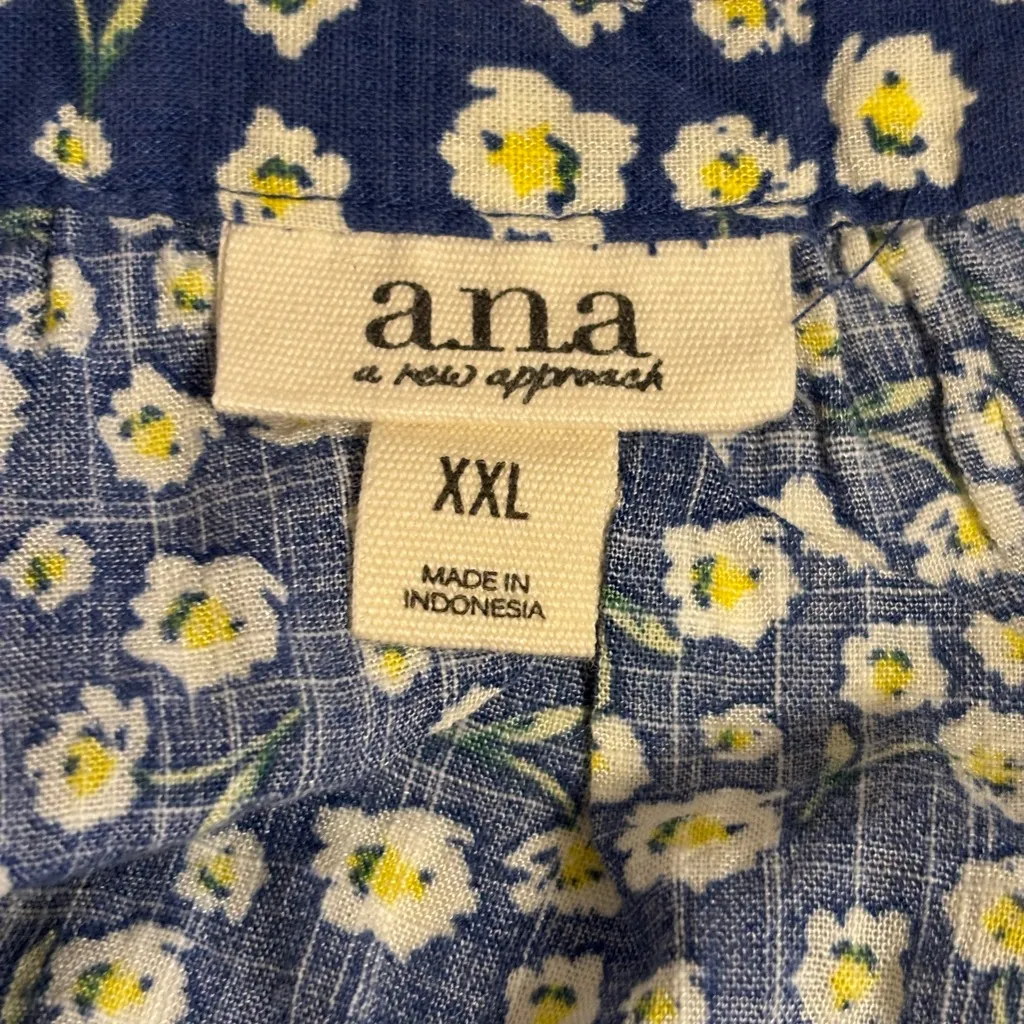 a.n.a
a new approach
XXL
MADE IN
INDONESIA